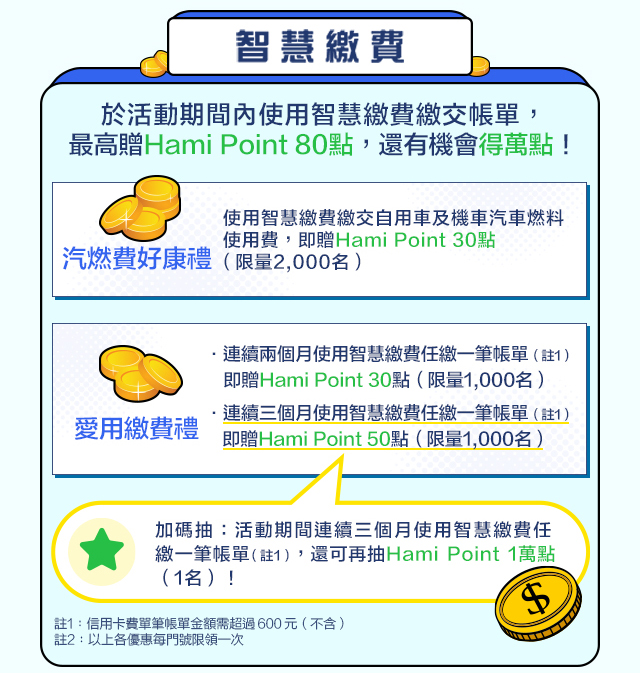 智慧繳費
於活動期間內使用智慧繳費繳交帳單，
最高贈Hami Point 80點，還有機會得萬點！
汽燃費好康禮
使用智慧繳費繳交自用車及機車汽車燃料
使用費，即贈Hami Point 30點
（限量2,000名）
愛用繳費禮
・連續兩個月使用智慧繳費任繳一筆帳單（註1）
即贈Hami Point 30點（限量1,000名）
・連續三個月使用智慧繳費任繳一筆帳單（註1）
即贈Hami Point 50點（限量1,000名）
加碼抽：活動期間連續三個月使用智慧繳費任
繳一筆帳單（註1），還可再抽Hami Point 1萬點
（1名）！
$
註1：信用卡費單筆帳單金額需超過600元（不含）
註2：以上各優惠每門號限領一次